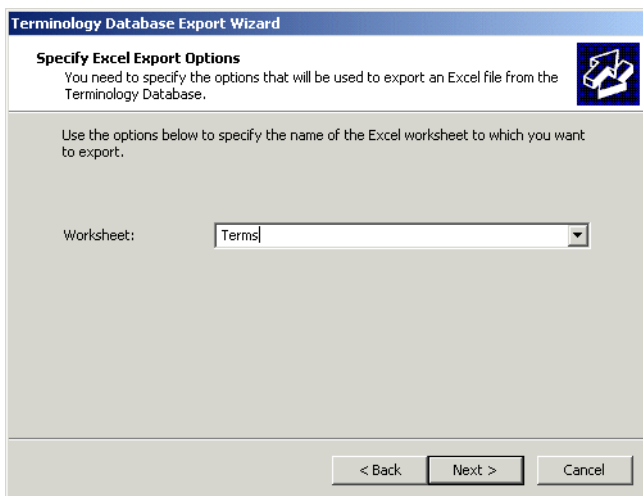 Terminology Database Export Wizard
Specify Excel Export Options
You need to specify the options that will be used to export an Excel file from the
Terminology Database.
Use the options below to specify the name of the Excel worksheet to which you want
to export.
Worksheet: Terms
< Back Next > Cancel